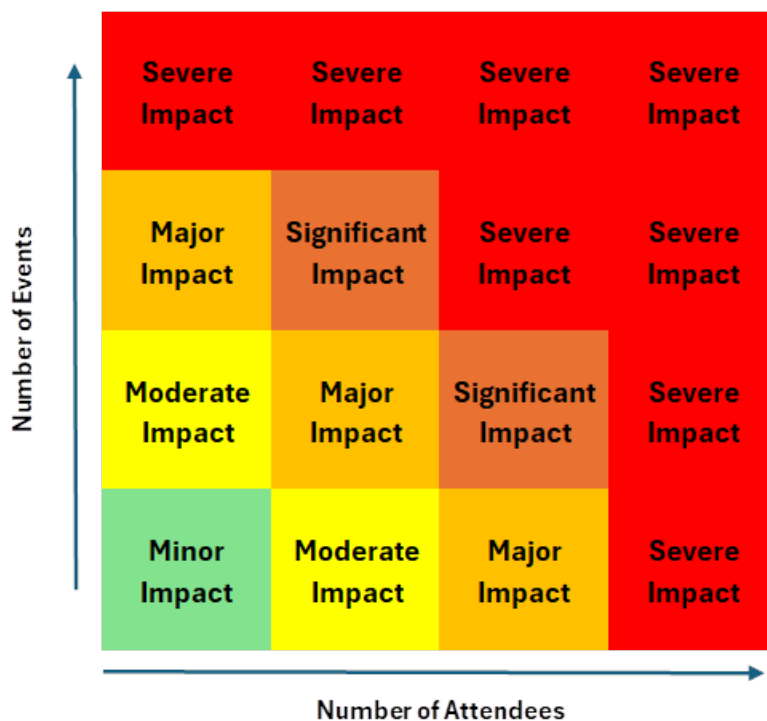 Severe Severe Severe Severe
Impact Impact Impact Impact
Major Significant Severe Severe
Impact Impact Impact Impact
Moderate Major Significant Severe
Impact Impact Impact Impact
Minor Moderate Major Severe
Impact Impact Impact Impact
Number of Events
Number of Attendees